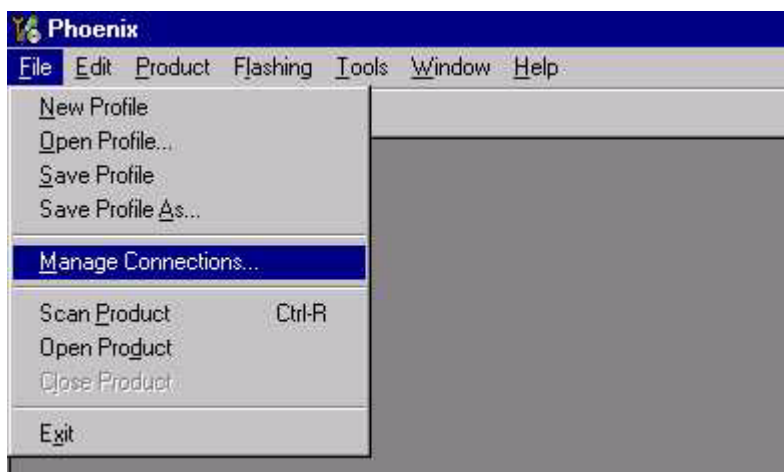 Phoenix
File Edit Product Flashing Tools Window Help
New Profile
Open Profile...
Save Profile
Save Profile As...
Manage Connections...
Scan Product Ctrl-R
Open Product
Close Product
Exit